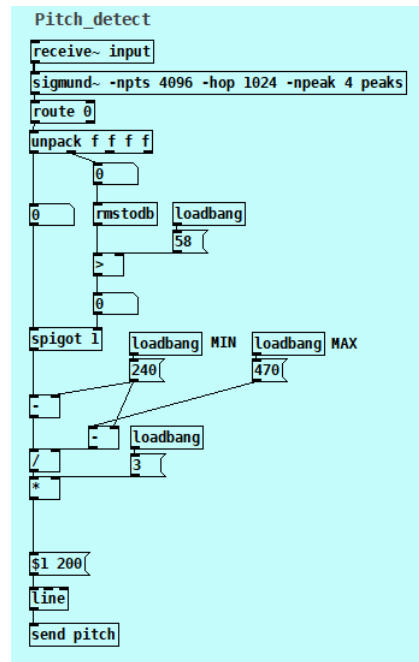 Pitch_detect
receive~ input
sigmund~ -npts 4096 -hop 1024 -npeak 4 peaks
route 0
unpack f f f f
0
0 rmstodb loadbang
58
>
0
spigot 1
loadbang MIN loadbang MAX
240 470
-
- loadbang
/ 3
*
$1 200
line
send pitch